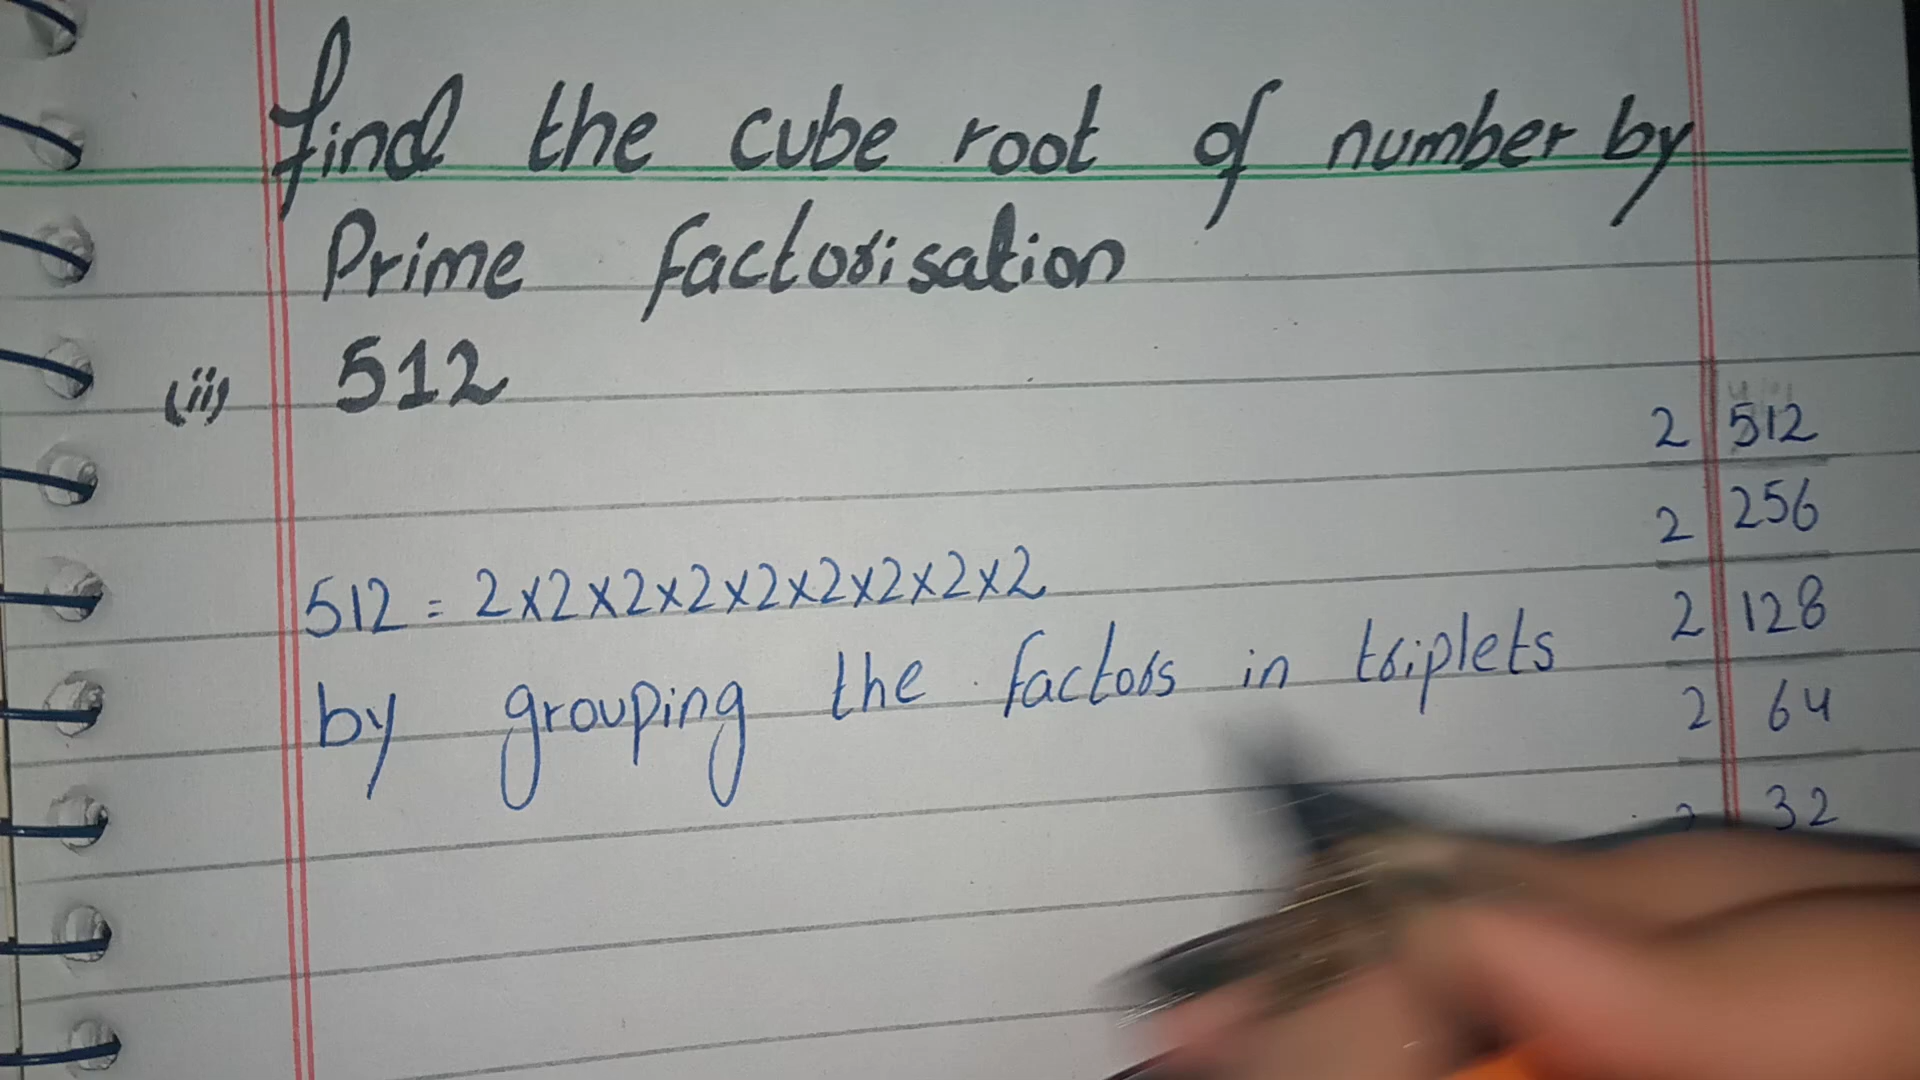 find the cube root of number by
Prime factorisation
(ii) 512
2 512
2 256
512 = 2×2×2×2×2×2×2×2×2
2 128
by grouping the factors in triplets
2 64
2 32